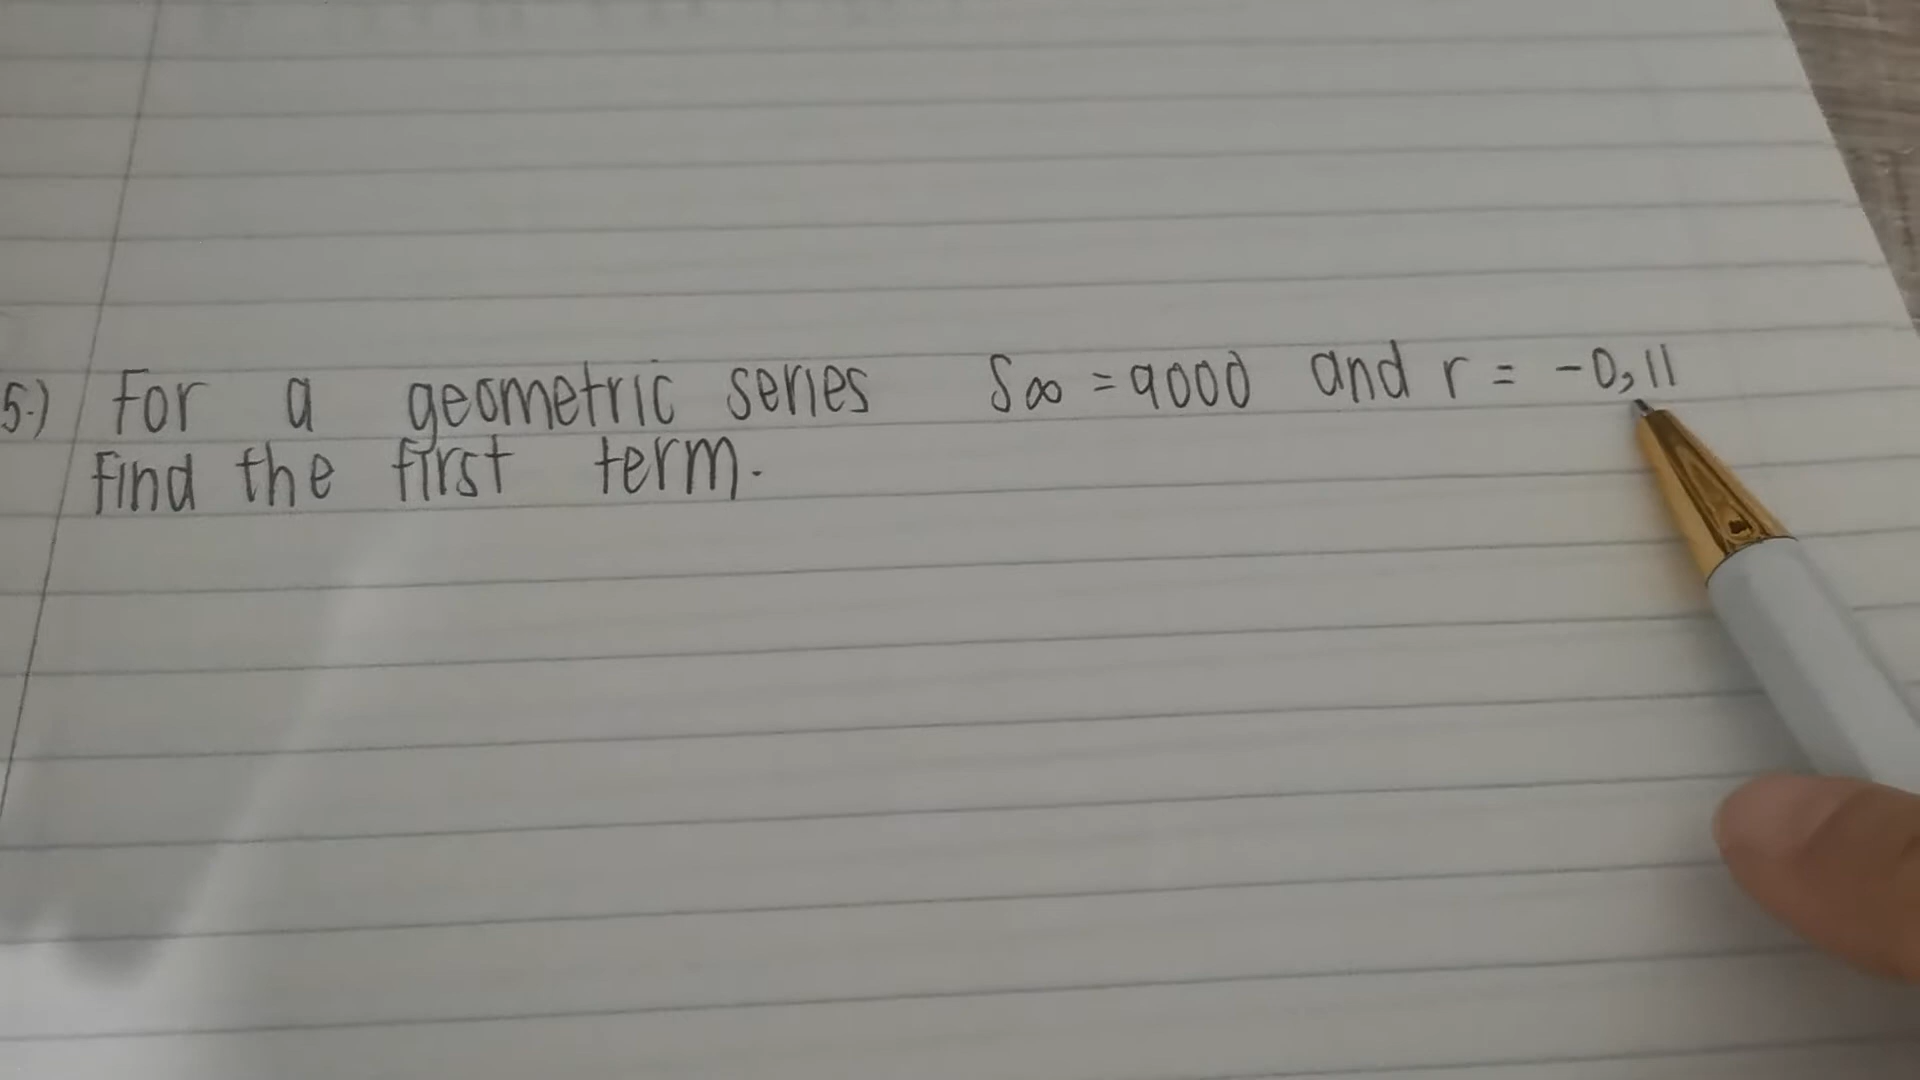 5.) For a geometric series S∞ = 9000 and r = -0,11
find the first term.